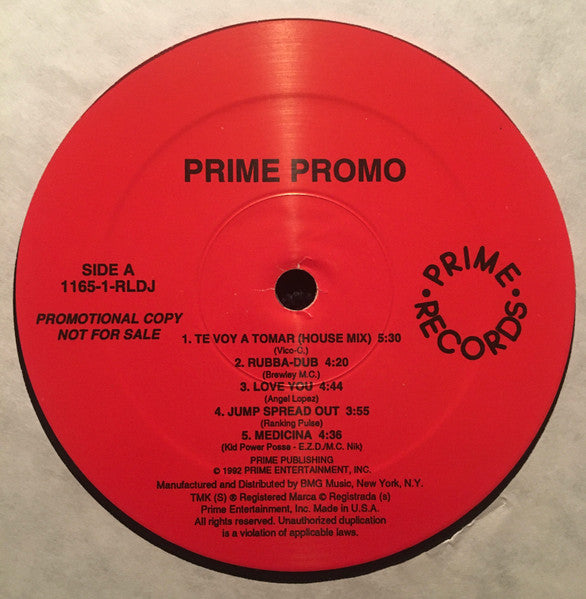 PRIME PROMO
SIDE A
1165-1-RLDJ
PROMOTIONAL COPY
NOT FOR SALE
• PRIME •
RECORDS
1. TE VOY A TOMAR (HOUSE MIX) 5:30
(Vico-C.)
2. RUBBA-DUB 4:20
(Brewley M.C.)
3. LOVE YOU 4:44
(Angel Lopez)
4. JUMP SPREAD OUT 3:55
(Ranking Pulse)
5. MEDICINA 4:36
(Kid Power Posse - E.Z.D./M.C. Nik)
PRIME PUBLISHING
© 1992 PRIME ENTERTAINMENT, INC.
Manufactured and Distributed by BMG Music, New York, N.Y.
TMK (S) ® Registered Marca © Registrada (s)
Prime Entertainment, Inc. Made in U.S.A.
All rights reserved. Unauthorized duplication
is a violation of applicable laws.